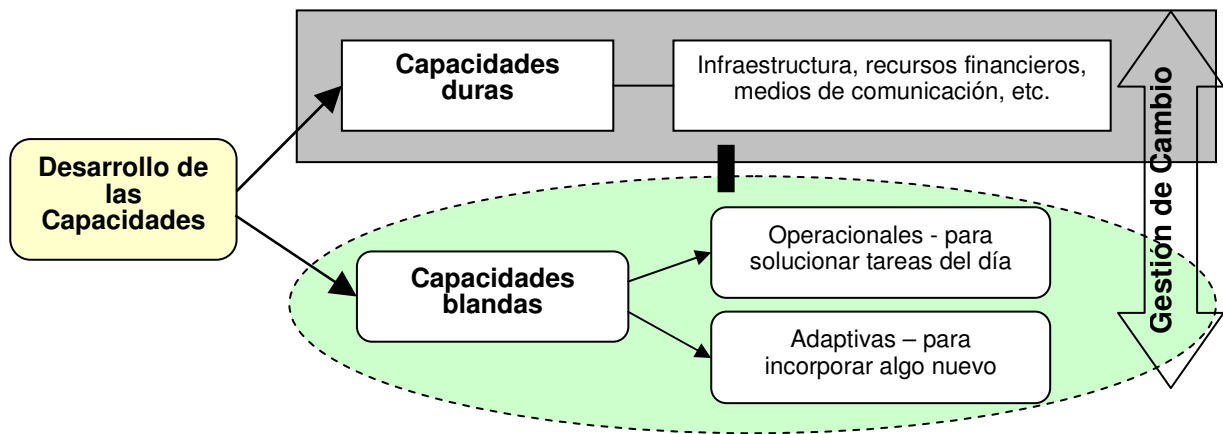 Capacidades
duras
Infraestructura, recursos financieros,
medios de comunicación, etc.
Desarrollo de
las
Capacidades
Capacidades
blandas
Operacionales - para
solucionar tareas del día
Adaptivas – para
incorporar algo nuevo
Gestión de Cambio